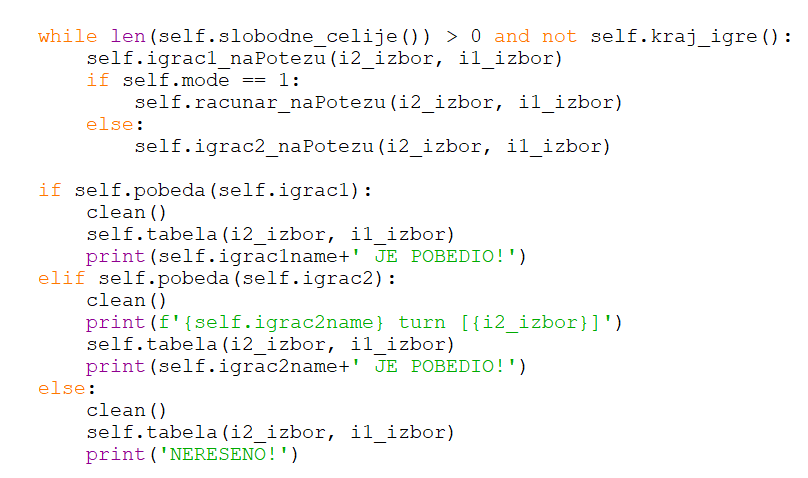 while len(self.slobodne_celije()) > 0 and not self.kraj_igre():
    self.igrac1_naPotezu(i2_izbor, i1_izbor)
    if self.mode == 1:
        self.racunar_naPotezu(i2_izbor, i1_izbor)
    else:
        self.igrac2_naPotezu(i2_izbor, i1_izbor)

if self.pobeda(self.igrac1):
    clean()
    self.tabela(i2_izbor, i1_izbor)
    print(self.igrac1name+' JE POBEDIO!')
elif self.pobeda(self.igrac2):
    clean()
    print(f'{self.igrac2name} turn [{i2_izbor}]')
    self.tabela(i2_izbor, i1_izbor)
    print(self.igrac2name+' JE POBEDIO!')
else:
    clean()
    self.tabela(i2_izbor, i1_izbor)
    print('NERESENO!')